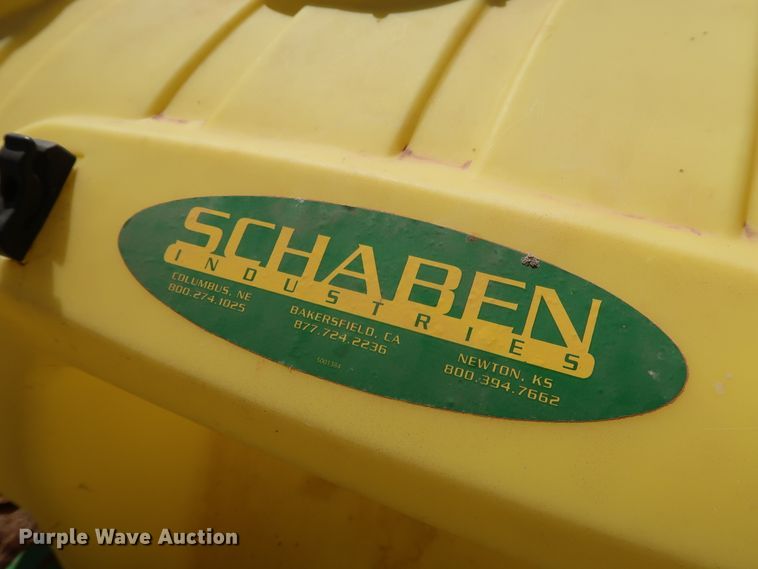 SCHABEN
INDUSTRIES
COLUMBUS, NE
800.274.1025
BAKERSFIELD, CA
877.724.2236
NEWTON, KS
800.394.7662
5001384
Purple Wave Auction